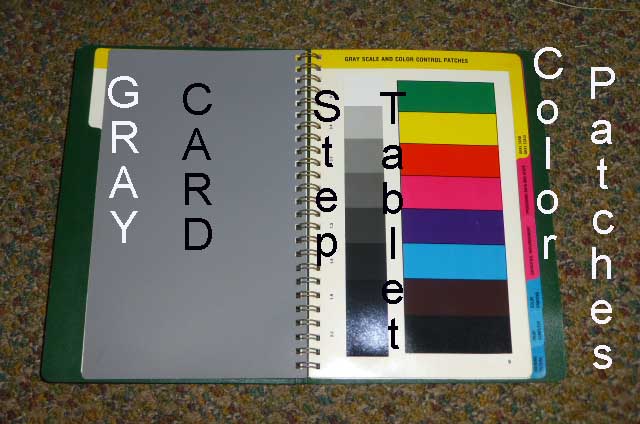 GRAY SCALE AND COLOR CONTROL PATCHES
GRAY
CARD
Step
Tablet
Color
Patches